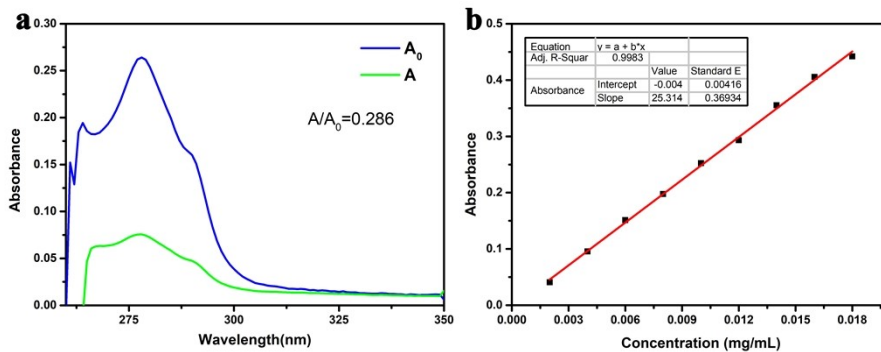 a
A₀
A
A/A₀=0.286
0.30
0.25
0.20
0.15
0.10
0.05
0.00
275
300
325
350
Absorbance
Wavelength(nm)
b
Equation y = a + b*x
Adj. R-Squar 0.9983
Value Standard E
Absorbance Intercept -0.004 0.00416
Slope 25.314 0.36934
0.5
0.4
0.3
0.2
0.1
0.0
0.000 0.003 0.006 0.009 0.012 0.015 0.018
Absorbance
Concentration (mg/mL)